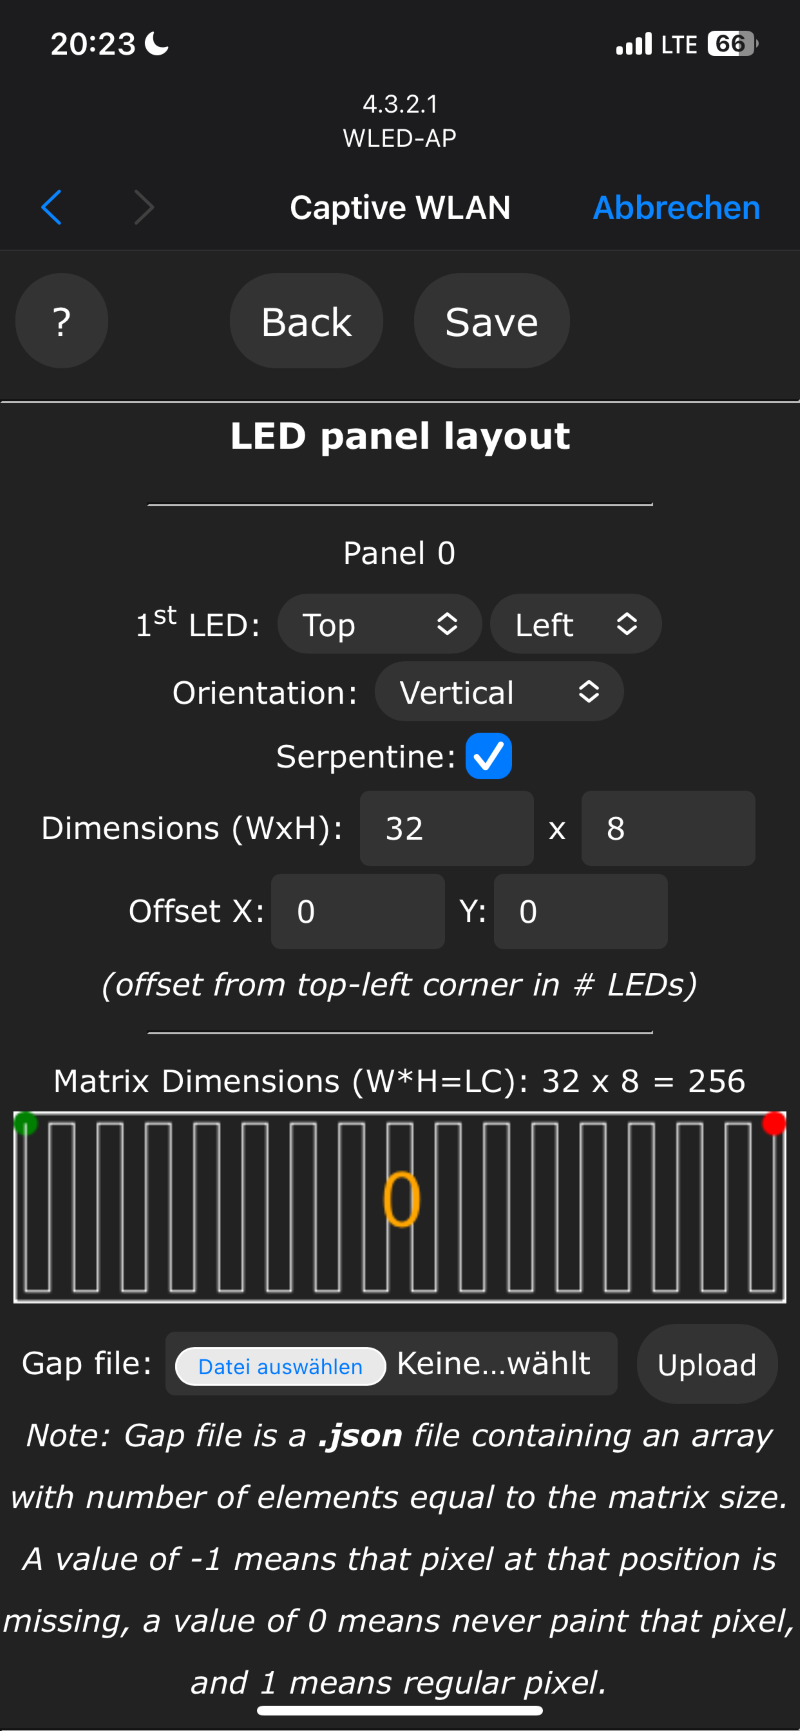 20:23 LTE 66
4.3.2.1
WLED-AP
Captive WLAN Abbrechen
? Back Save
LED panel layout
Panel 0
1st LED: Top Left
Orientation: Vertical
Serpentine:
Dimensions (WxH): 32 x 8
Offset X: 0 Y: 0
(offset from top-left corner in # LEDs)
Matrix Dimensions (W*H=LC): 32 x 8 = 256
0
Gap file: Datei auswählen Keine...wählt Upload
Note: Gap file is a .json file containing an array
with number of elements equal to the matrix size.
A value of -1 means that pixel at that position is
missing, a value of 0 means never paint that pixel,
and 1 means regular pixel.